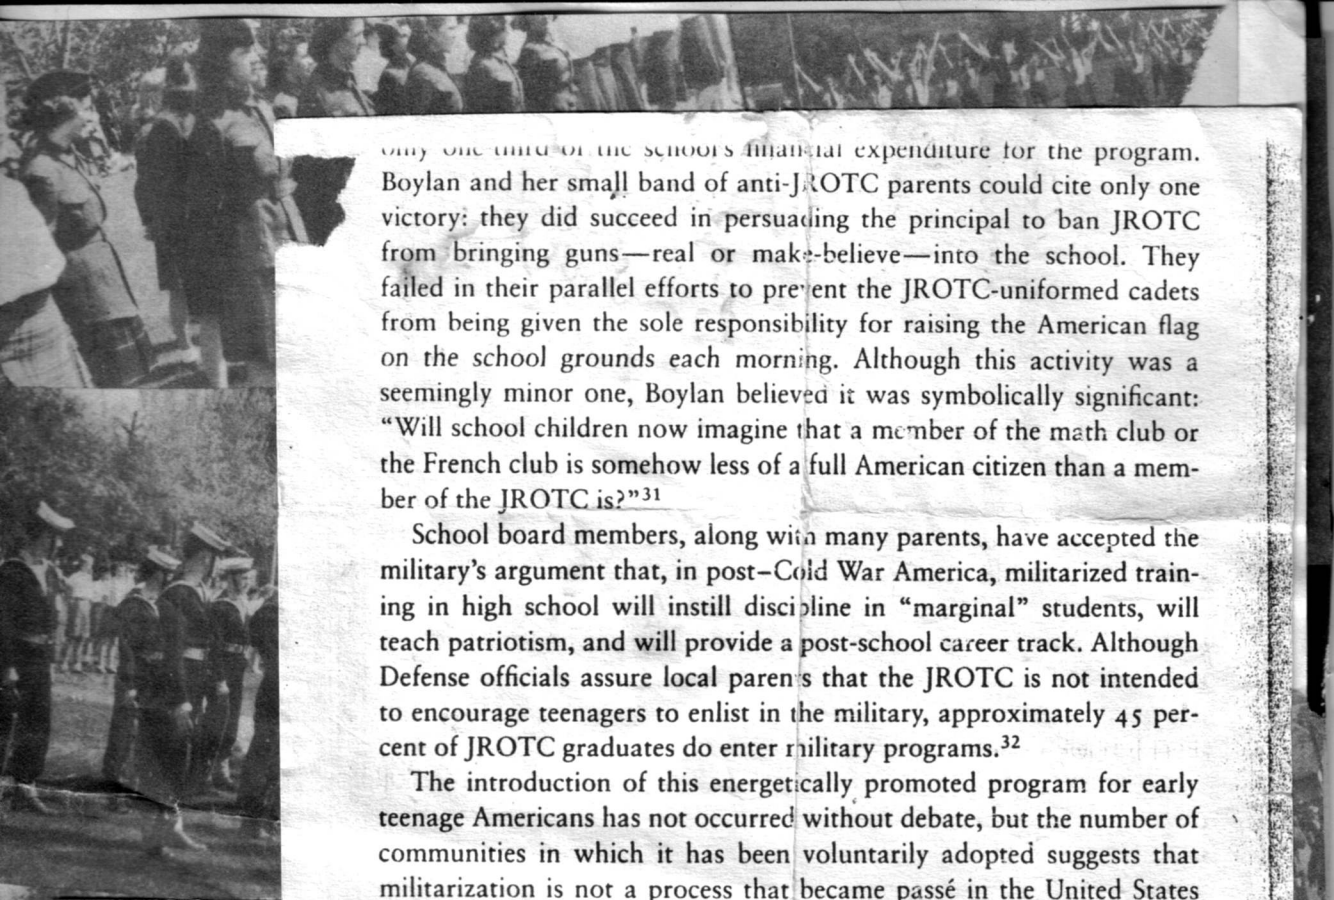 only one third of the school's financial expenditure for the program.
Boylan and her small band of anti-JROTC parents could cite only one
victory: they did succeed in persuading the principal to ban JROTC
from bringing guns—real or make-believe—into the school. They
failed in their parallel efforts to prevent the JROTC-uniformed cadets
from being given the sole responsibility for raising the American flag
on the school grounds each morning. Although this activity was a
seemingly minor one, Boylan believed it was symbolically significant:
“Will school children now imagine that a member of the math club or
the French club is somehow less of a full American citizen than a mem-
ber of the JROTC is?”31
School board members, along with many parents, have accepted the
military's argument that, in post–Cold War America, militarized train-
ing in high school will instill discipline in “marginal” students, will
teach patriotism, and will provide a post-school career track. Although
Defense officials assure local parents that the JROTC is not intended
to encourage teenagers to enlist in the military, approximately 45 per-
cent of JROTC graduates do enter military programs.32
The introduction of this energetically promoted program for early
teenage Americans has not occurred without debate, but the number of
communities in which it has been voluntarily adopted suggests that
militarization is not a process that became passé in the United States